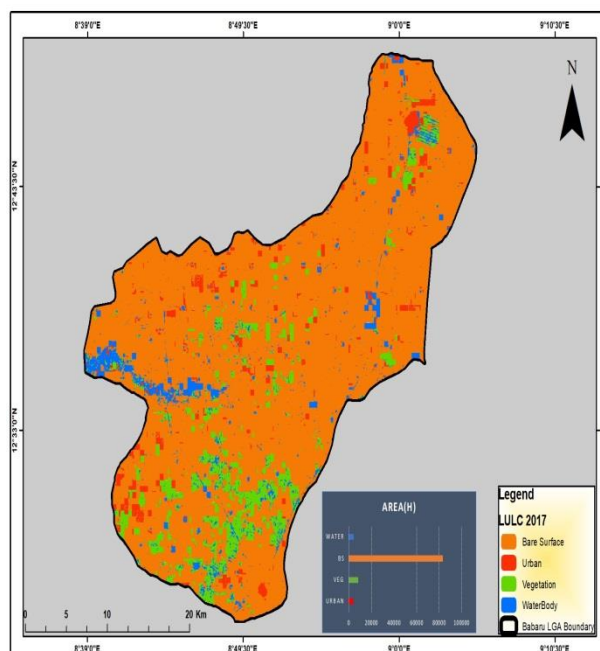 8°39'0"E 8°49'30"E 9°0'0"E 9°10'30"E
N
12°43'30"N
12°33'0"N
AREA(H)
WATER
BS
VEG
URBAN
0 20000 40000 60000 80000 100000
Legend
LULC 2017
Bare Surface
Urban
Vegetation
WaterBody
Babaru LGA Boundary
0 5 10 20 Km
8°39'0"E 8°49'30"E 9°0'0"E 9°10'30"E